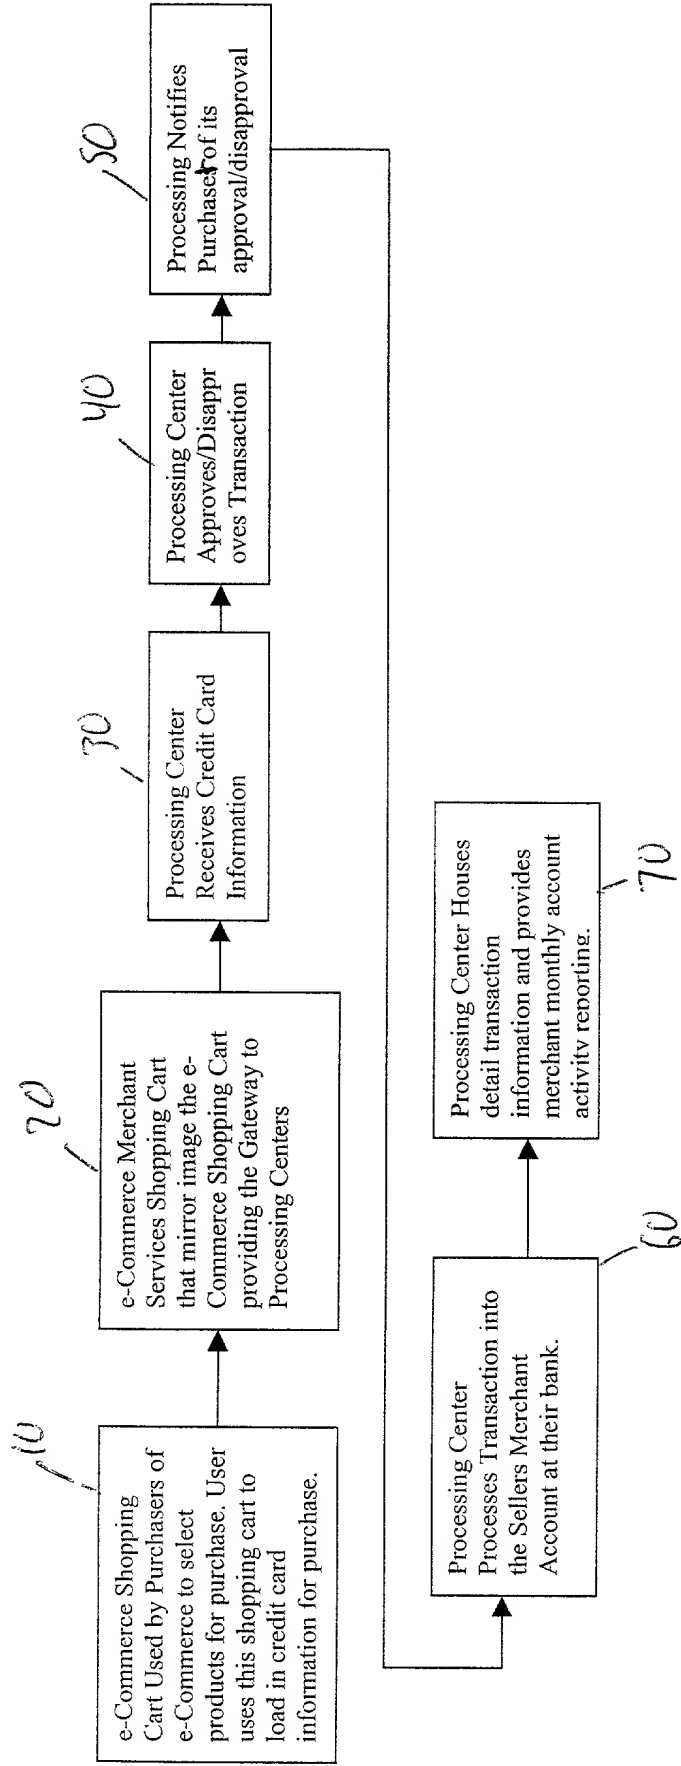 10
e-Commerce Shopping
Cart Used by Purchasers of
e-Commerce to select
products for purchase. User
uses this shopping cart to
load in credit card
information for purchase.
20
e-Commerce Merchant
Services Shopping Cart
that mirror image the e-
Commerce Shopping Cart
providing the Gateway to
Processing Centers
30
Processing Center
Receives Credit Card
Information
40
Processing Center
Approves/Disappr
oves Transaction
50
Processing Notifies
Purchaser of its
approval/disapproval
60
Processing Center
Processes Transaction into
the Sellers Merchant
Account at their bank.
70
Processing Center Houses
detail transaction
information and provides
merchant monthly account
activity reporting.